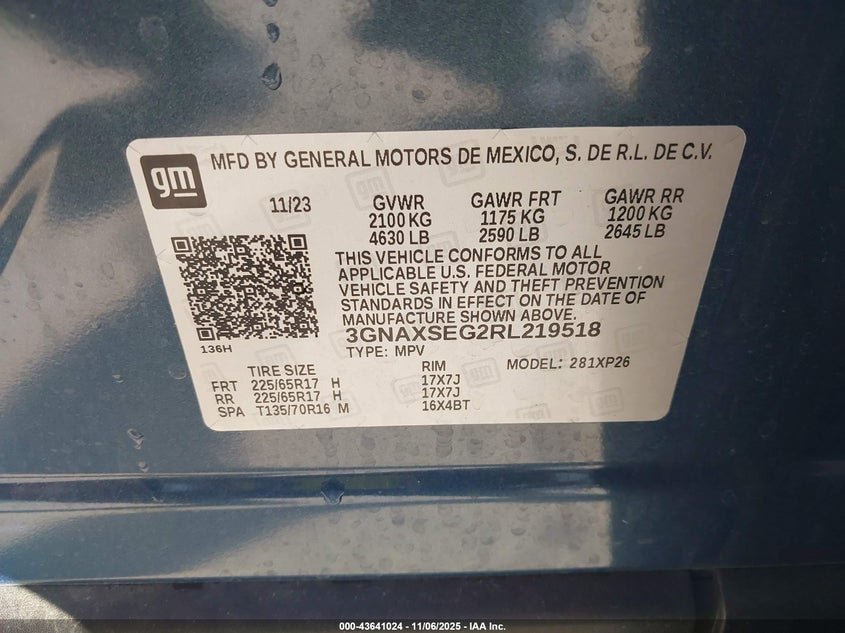 gm
MFD BY GENERAL MOTORS DE MEXICO, S. DE R.L. DE C.V.
11/23 GVWR GAWR FRT GAWR RR
2100 KG 1175 KG 1200 KG
4630 LB 2590 LB 2645 LB
THIS VEHICLE CONFORMS TO ALL
APPLICABLE U.S. FEDERAL MOTOR
VEHICLE SAFETY AND THEFT PREVENTION
STANDARDS IN EFFECT ON THE DATE OF
MANUFACTURE SHOWN ABOVE.
3GNAXSEG2RL219518
136H
TYPE: MPV
TIRE SIZE RIM MODEL: 281XP26
FRT 225/65R17 H 17X7J
RR 225/65R17 H 17X7J
SPA T135/70R16 M 16X4BT
000-43641024 - 11/06/2025 - IAA Inc.